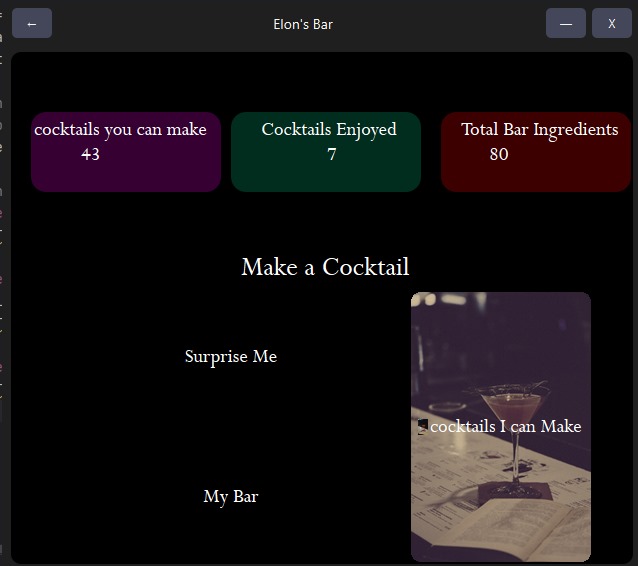 ← Elon's Bar — X
cocktails you can make Cocktails Enjoyed Total Bar Ingredients
43 7 80
Make a Cocktail
Surprise Me
cocktails I can Make
My Bar